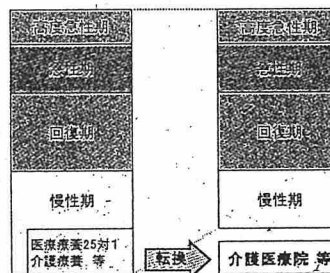 高度急性期
急性期
回復期
慢性期
医療療養25対1
介護療養 等
転換
高度急性期
急性期
回復期
慢性期
介護医療院 等